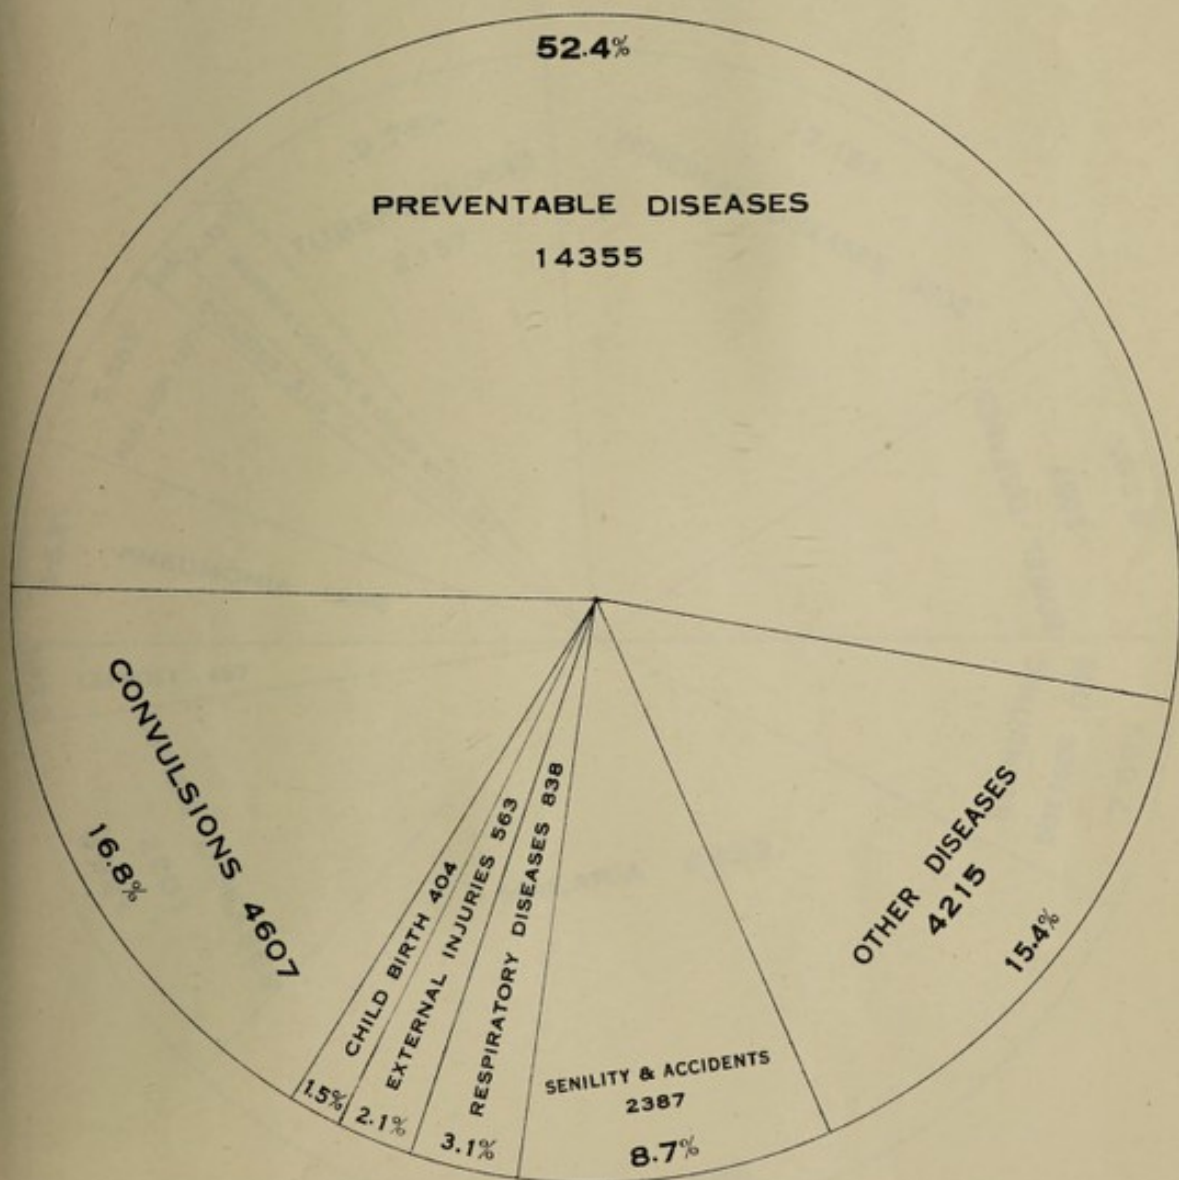 52.4%
PREVENTABLE DISEASES
14355
CONVULSIONS 4607
16.8%
CHILD BIRTH 404
1.5%
EXTERNAL INJURIES 563
2.1%
RESPIRATORY DISEASES 838
3.1%
SENILITY & ACCIDENTS
2387
8.7%
OTHER DISEASES
4215
15.4%